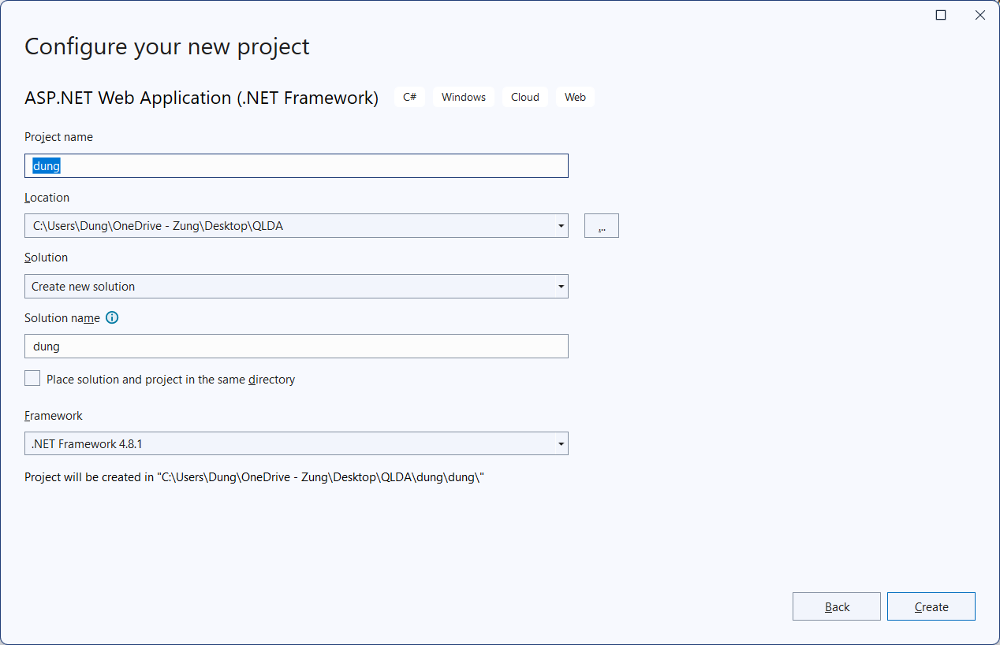 Configure your new project
ASP.NET Web Application (.NET Framework) C# Windows Cloud Web
Project name
dung
Location
C:\Users\Dung\OneDrive - Zung\Desktop\QLDA ...
Solution
Create new solution
Solution name
dung
Place solution and project in the same directory
Framework
.NET Framework 4.8.1
Project will be created in "C:\Users\Dung\OneDrive - Zung\Desktop\QLDA\dung\dung\"
Back Create